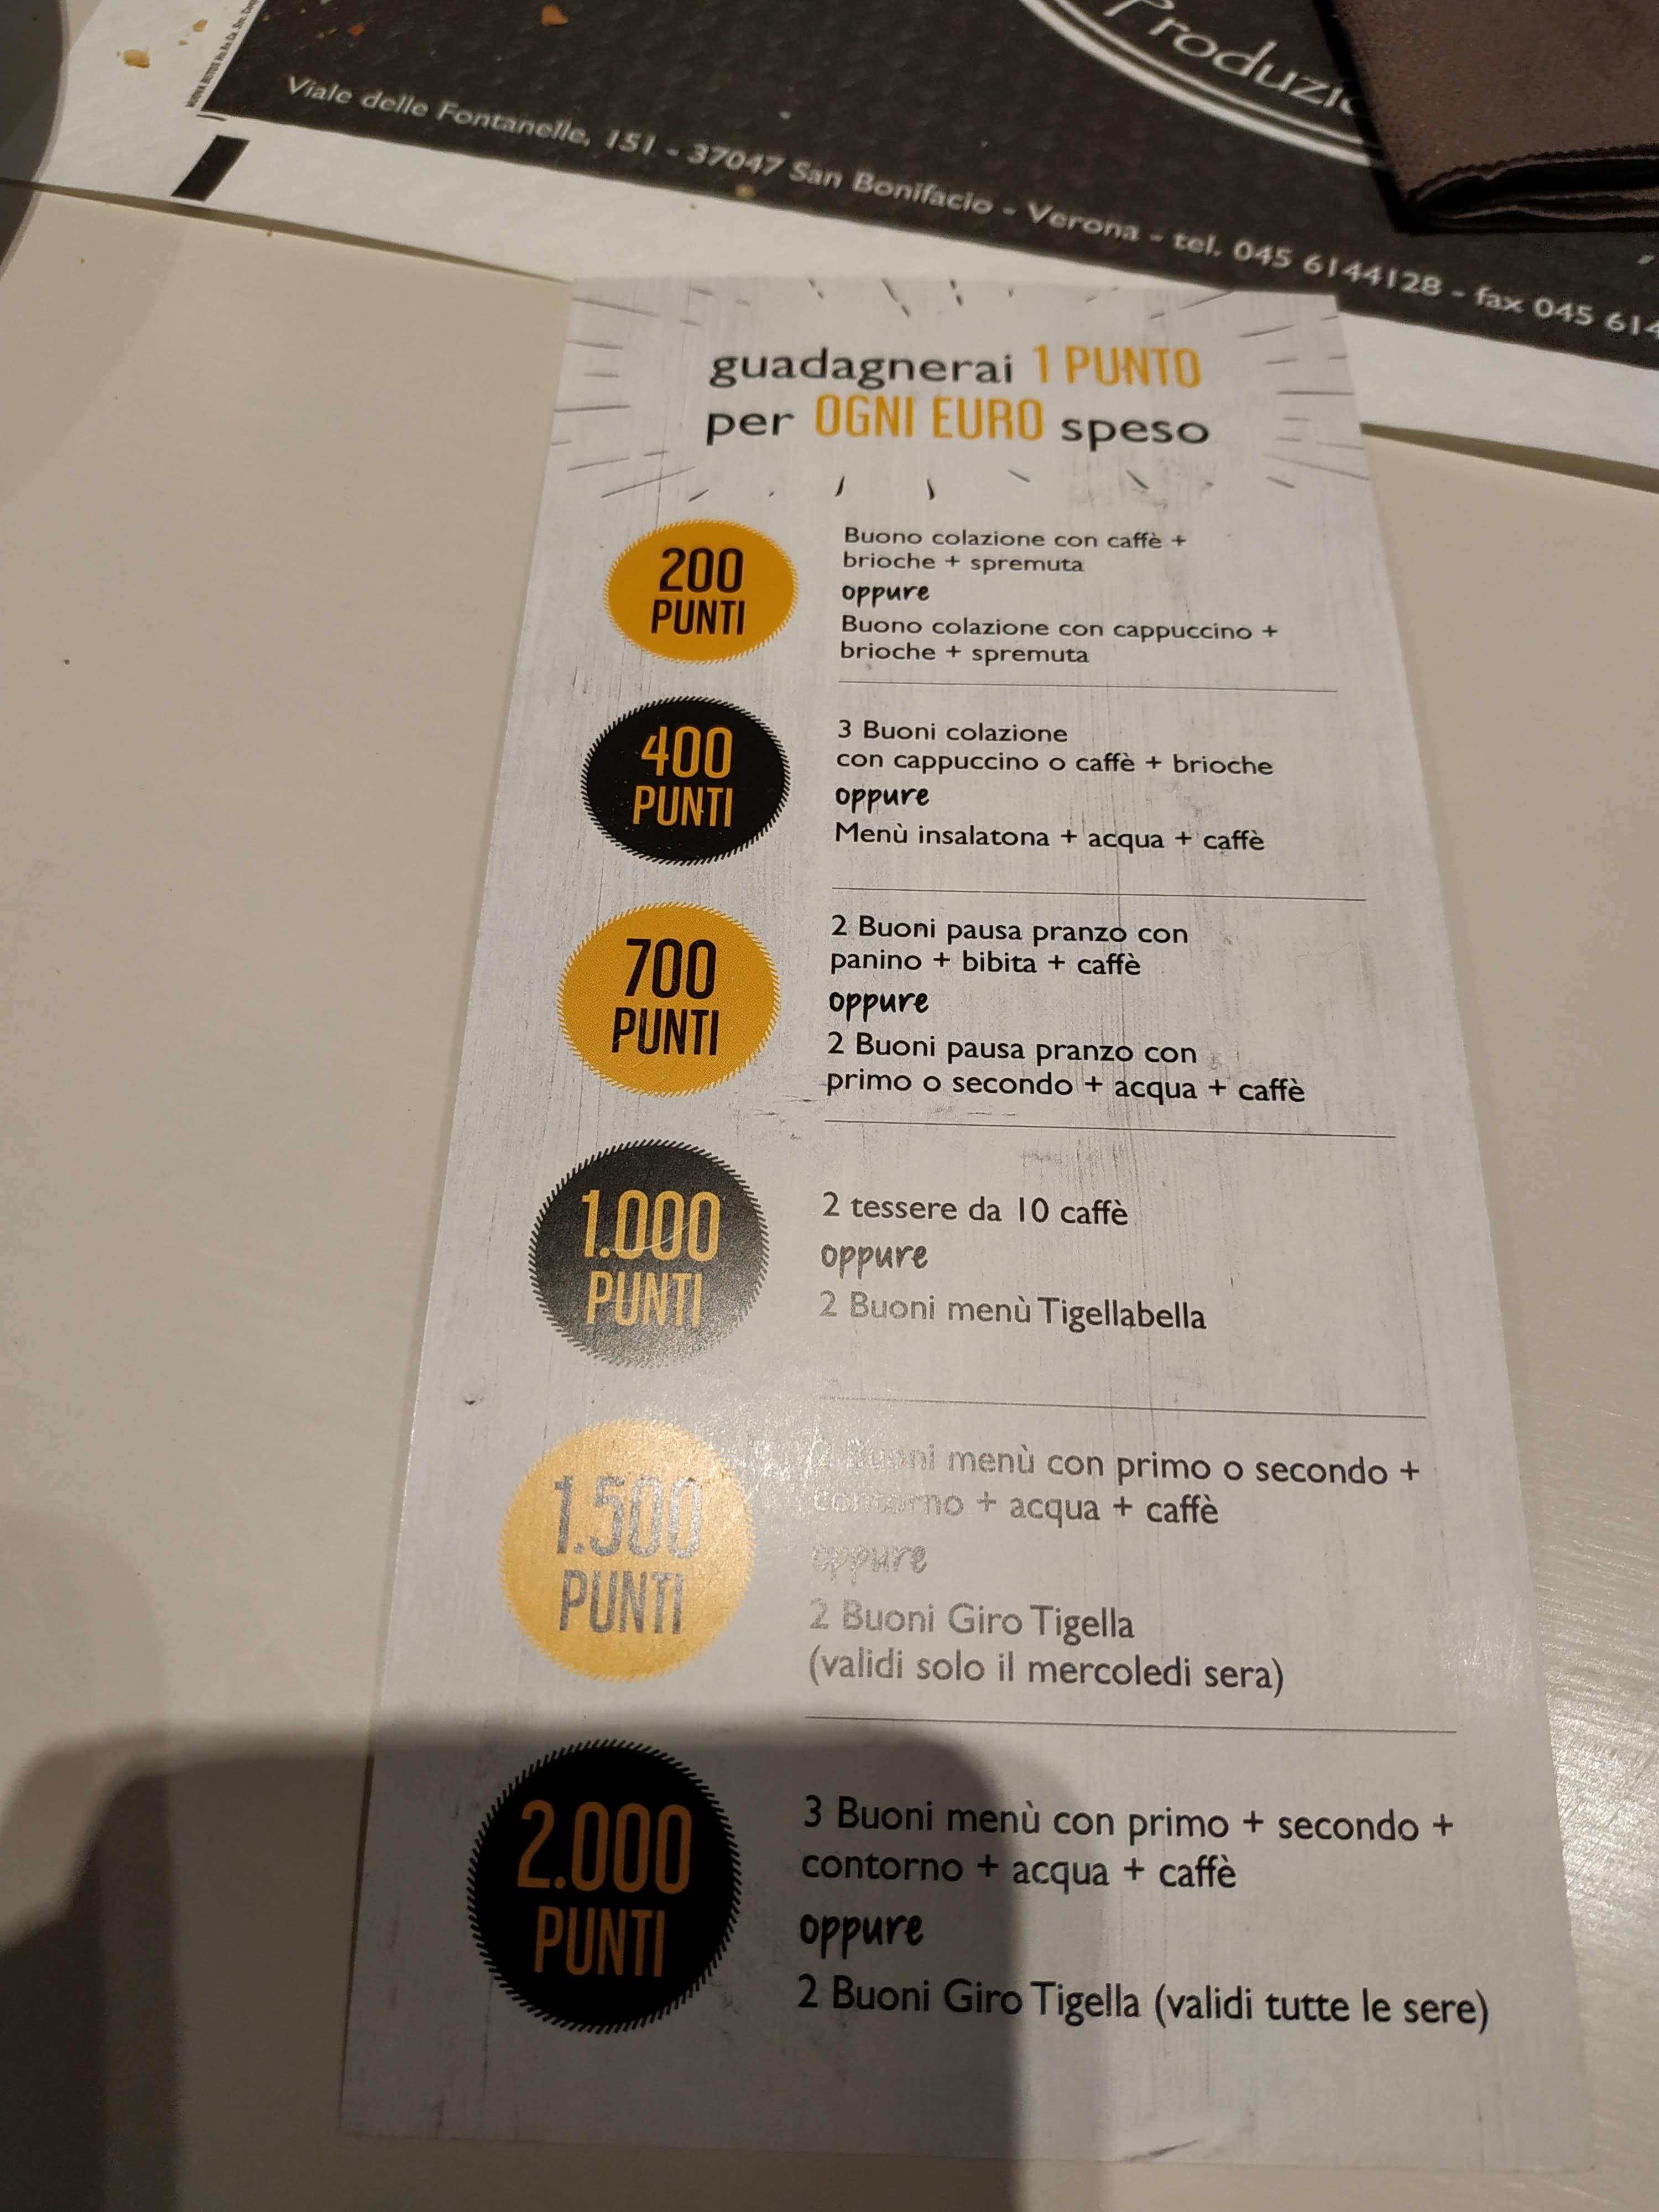 Produzio
Viale delle Fontanelle, 151 - 37047 San Bonifacio - Verona - tel. 045 6144128 - fax 045 614
guadagnerai 1 PUNTO
per OGNI EURO speso
200
PUNTI
Buono colazione con caffè +
brioche + spremuta
oppure
Buono colazione con cappuccino +
brioche + spremuta
400
PUNTI
3 Buoni colazione
con cappuccino o caffè + brioche
oppure
Menù insalatona + acqua + caffè
700
PUNTI
2 Buoni pausa pranzo con
panino + bibita + caffè
oppure
2 Buoni pausa pranzo con
primo o secondo + acqua + caffè
1.000
PUNTI
2 tessere da 10 caffè
oppure
2 Buoni menù Tigellabella
1.500
PUNTI
2 Buoni menù con primo o secondo +
contorno + acqua + caffè
oppure
2 Buoni Giro Tigella
(validi solo il mercoledi sera)
2.000
PUNTI
3 Buoni menù con primo + secondo +
contorno + acqua + caffè
oppure
2 Buoni Giro Tigella (validi tutte le sere)